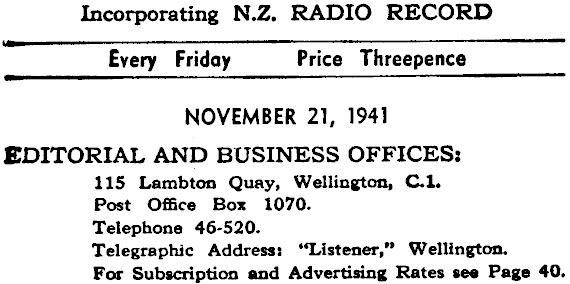 Incorporating N.Z. RADIO RECORD
Every Friday Price Threepence
NOVEMBER 21, 1941
EDITORIAL AND BUSINESS OFFICES:
115 Lambton Quay, Wellington, C.1.
Post Office Box 1070.
Telephone 46-520.
Telegraphic Address: "Listener," Wellington.
For Subscription and Advertising Rates see Page 40.